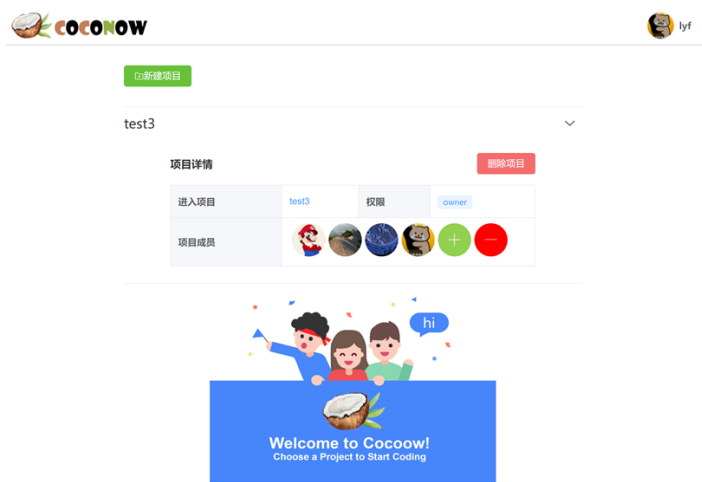 COCONOW
lyf
新建项目
test3
项目详情
删除项目
进入项目 test3 权限 owner
项目成员
hi
Welcome to Cocoow!
Choose a Project to Start Coding